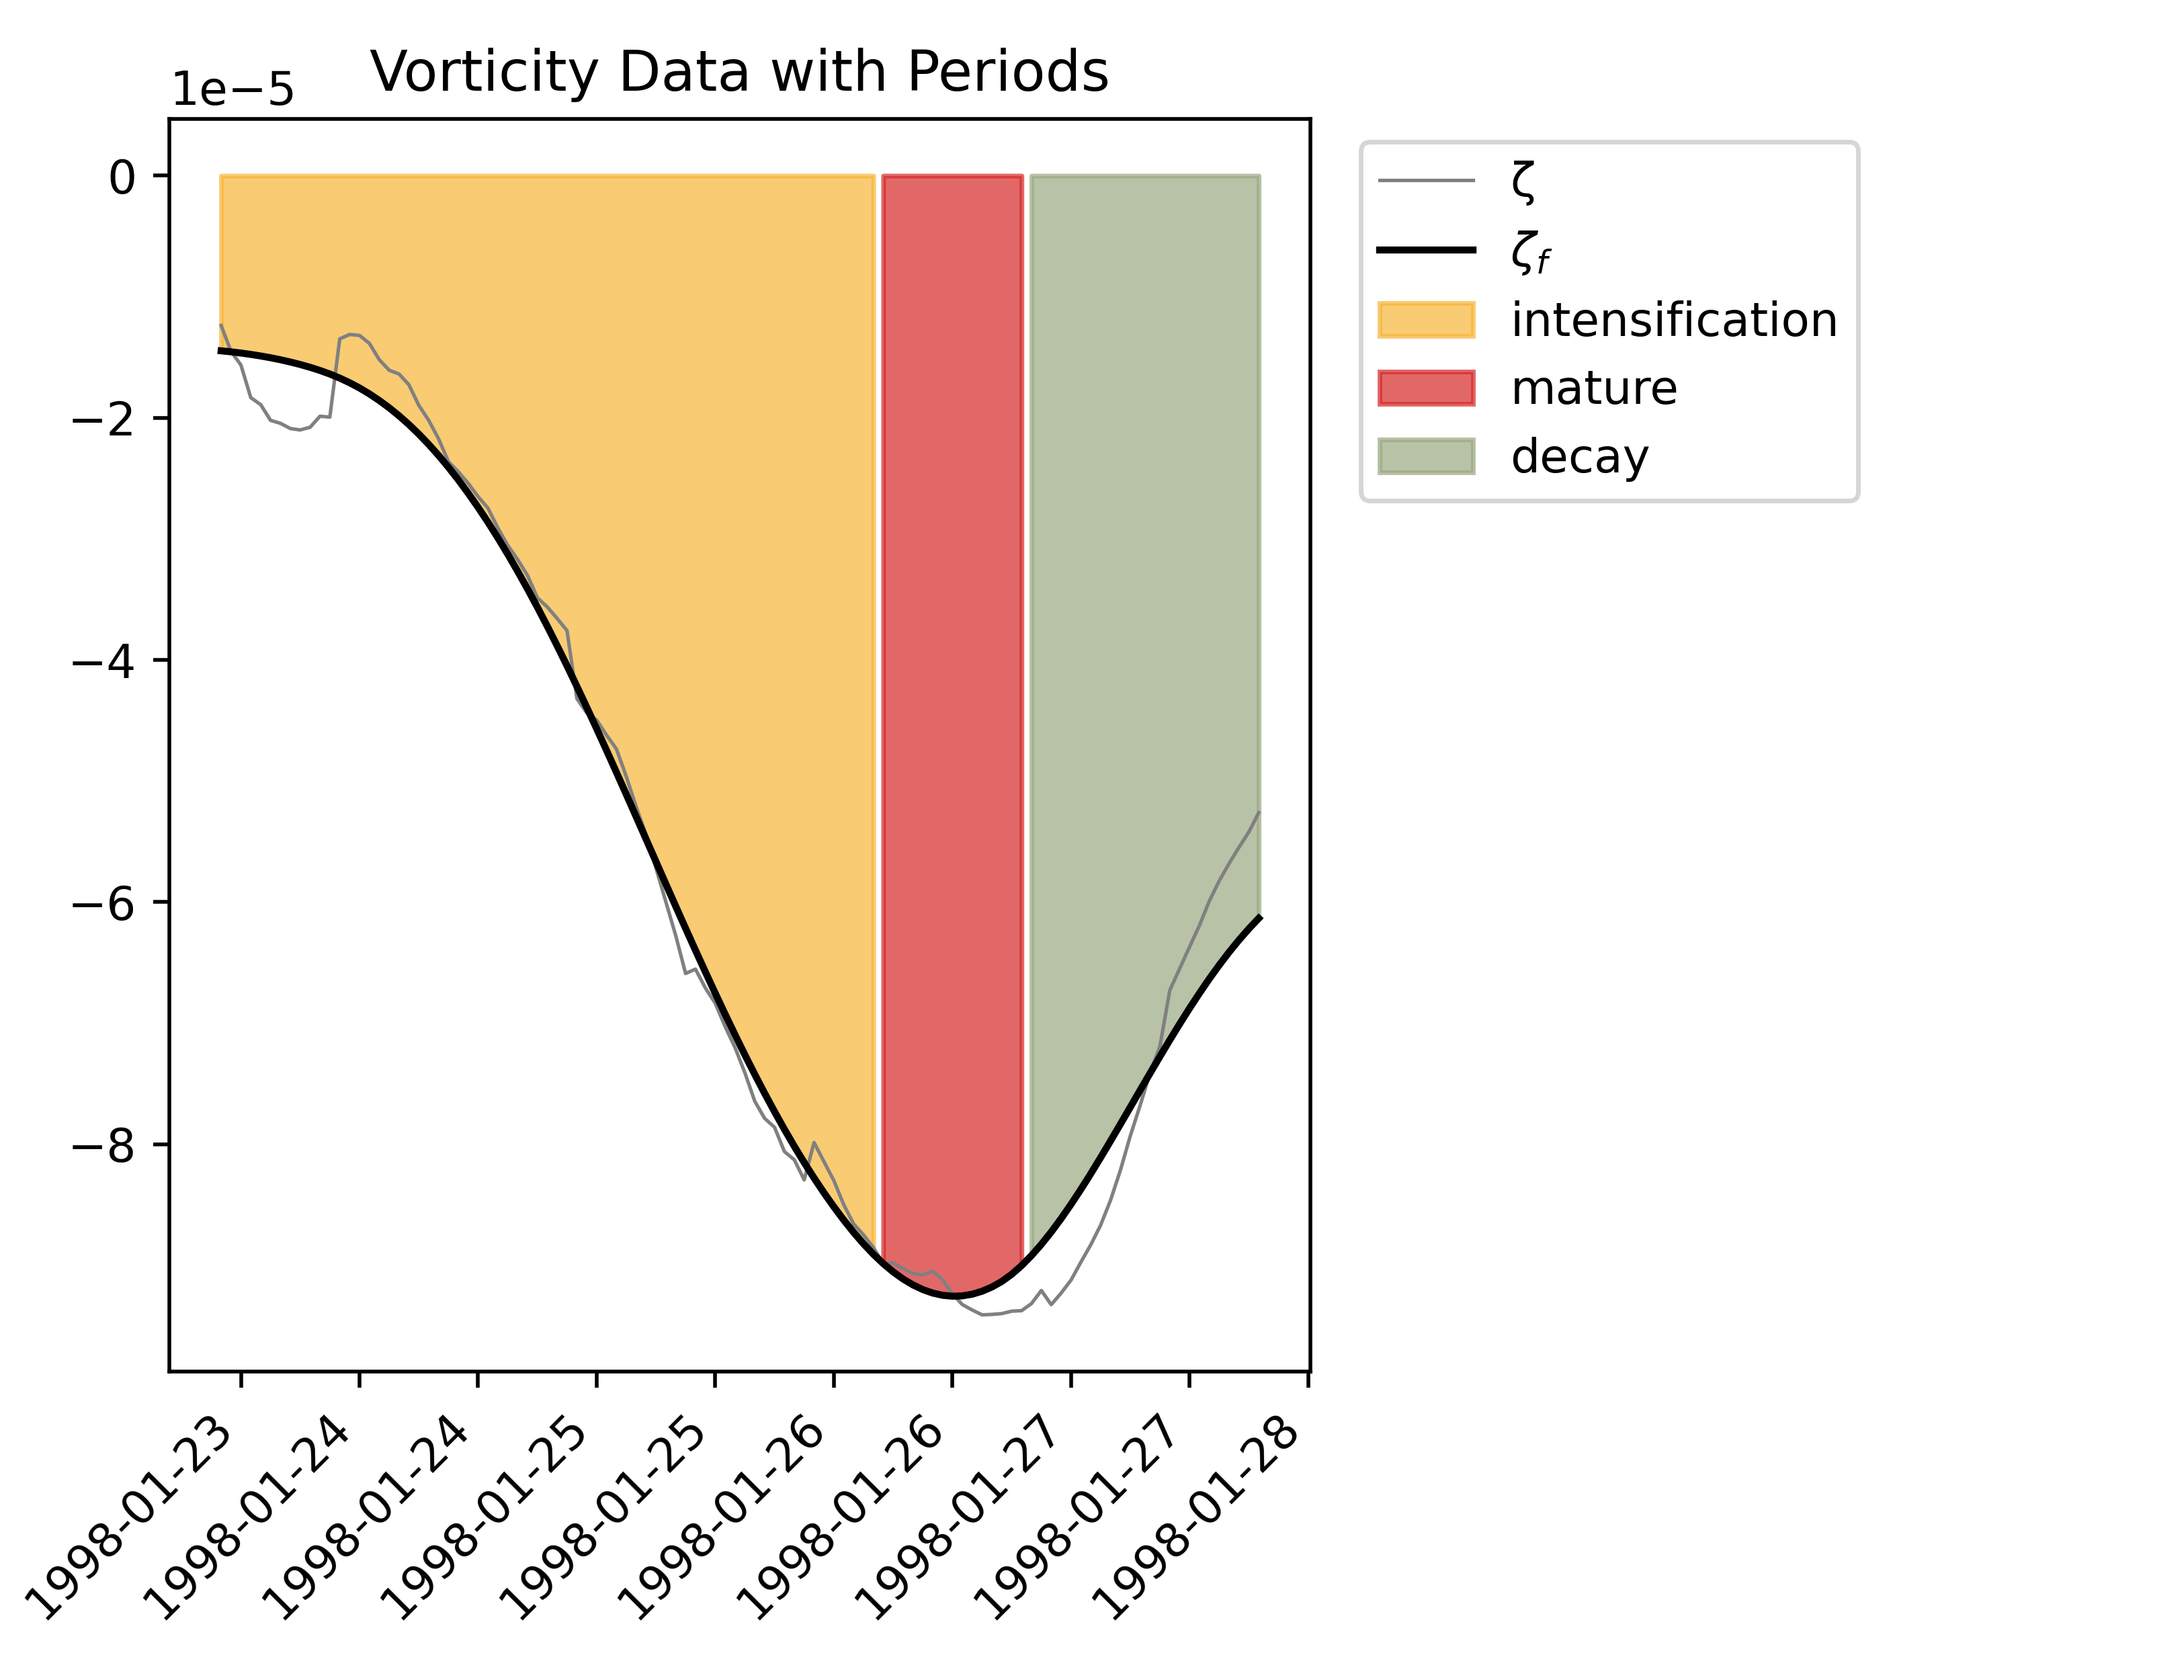 Vorticity Data with Periods
1e−5
0
−2
−4
−6
−8
1998-01-23
1998-01-24
1998-01-24
1998-01-25
1998-01-25
1998-01-26
1998-01-26
1998-01-27
1998-01-27
1998-01-28
ζ
ζf
intensification
mature
decay